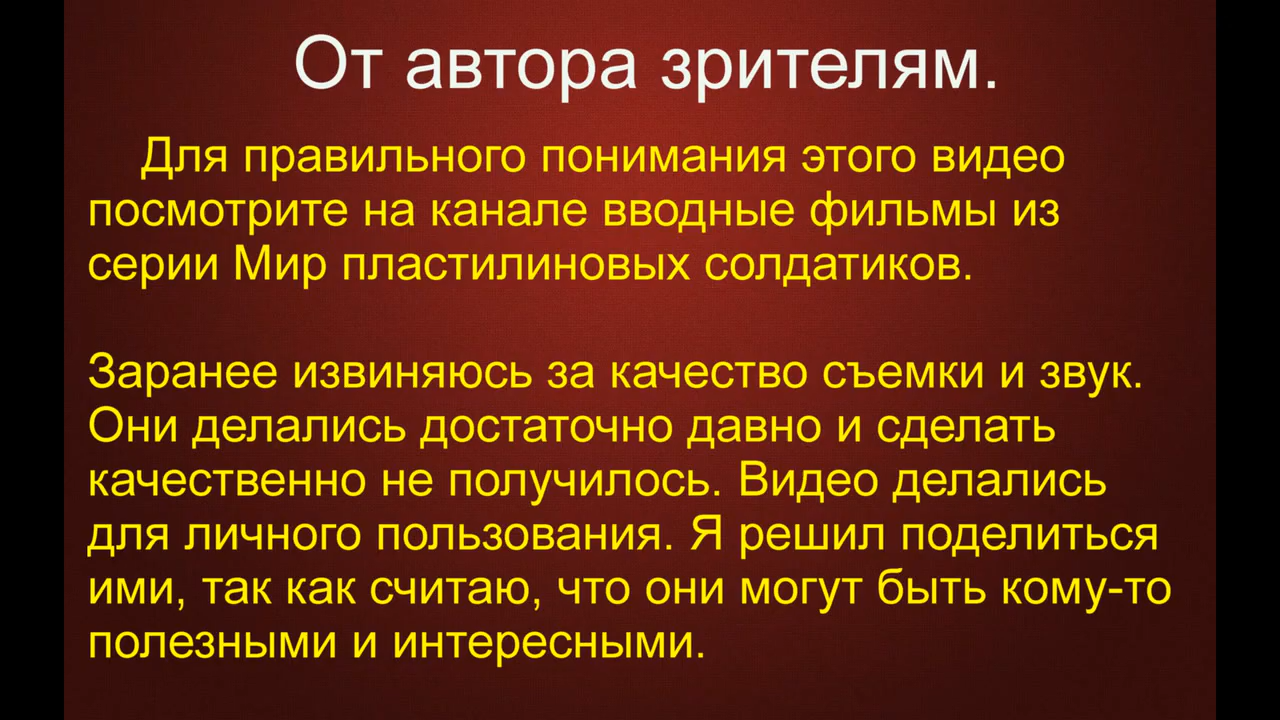 От автора зрителям.
Для правильного понимания этого видео
посмотрите на канале вводные фильмы из
серии Мир пластилиновых солдатиков.
Заранее извиняюсь за качество съемки и звук.
Они делались достаточно давно и сделать
качественно не получилось. Видео делались
для личного пользования. Я решил поделиться
ими, так как считаю, что они могут быть кому-то
полезными и интересными.